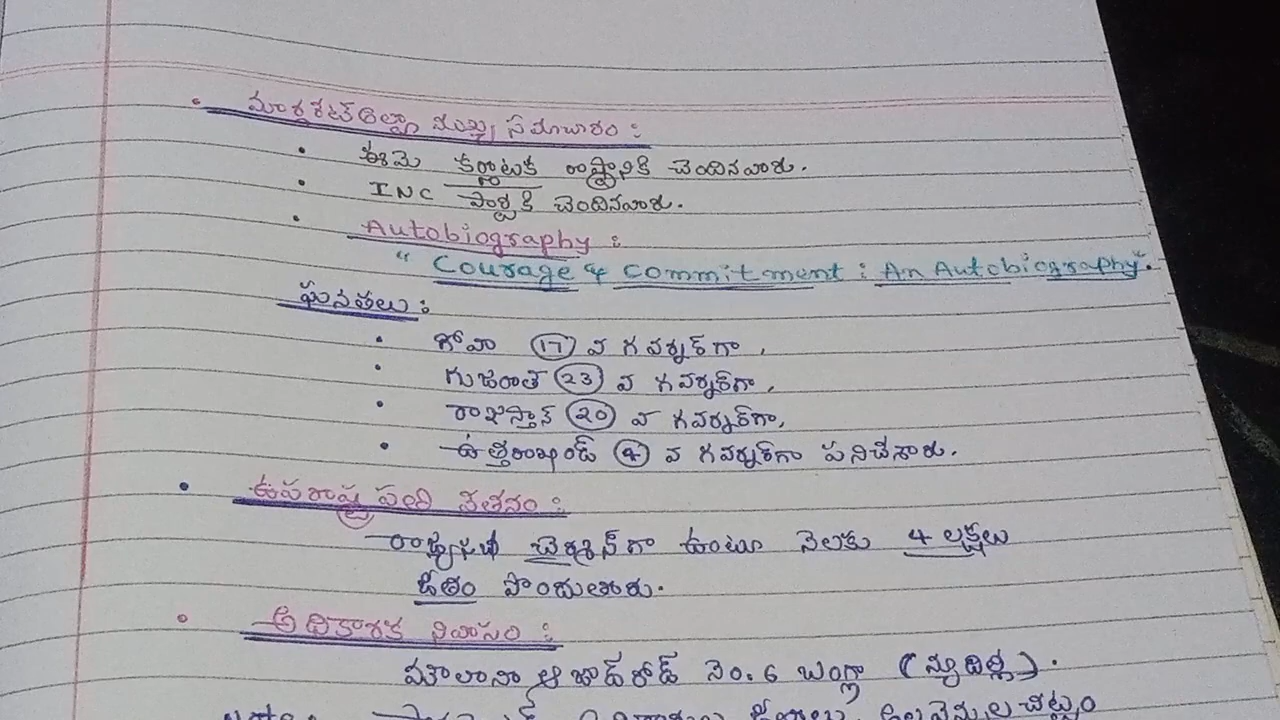 మార్గరేట్ ఆల్వా ముఖ్య సమాచారం :
ఈమె కర్ణాటక రాష్ట్రానికి చెందినవారు.
INC పార్టీకి చెందినవారు.
Autobiography :
" Courage & Commitment : An Autobiography".
ఘనతలు :
గోవా 17 వ గవర్నర్‌గా,
గుజరాత్ 23 వ గవర్నర్‌గా,
రాజస్థాన్ 20 వ గవర్నర్‌గా,
ఉత్తరాఖండ్ వ గవర్నర్‌గా పనిచేశారు.
ఉపరాష్ట్రపతి వేతనం :
రాజ్యసభ చైర్మన్‌గా ఉంటూ నెలకు 4 లక్షలు
జీతం పొందుతారు.
అధికారిక నివాసం :
మౌలానా ఆజాద్‌రోడ్ నెం. 6 బంగ్లా (న్యూఢిల్లీ).
జీతాలు, అలవెన్సుల చట్టం